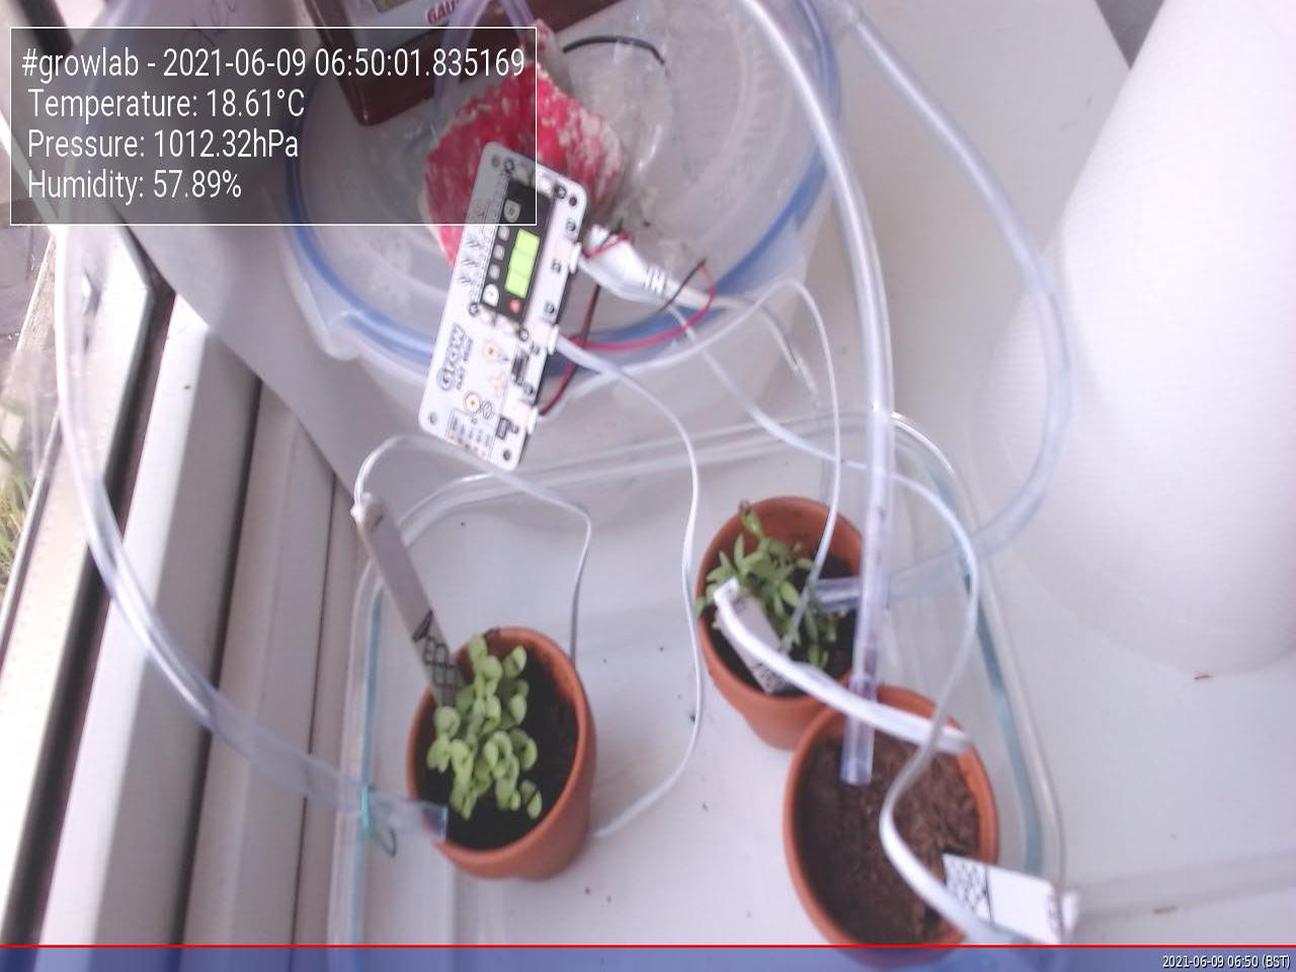 #growlab - 2021-06-09 06:50:01.835169
Temperature: 18.61°C
Pressure: 1012.32hPa
Humidity: 57.89%
GROW
2021-06-09 06:50 (BST)